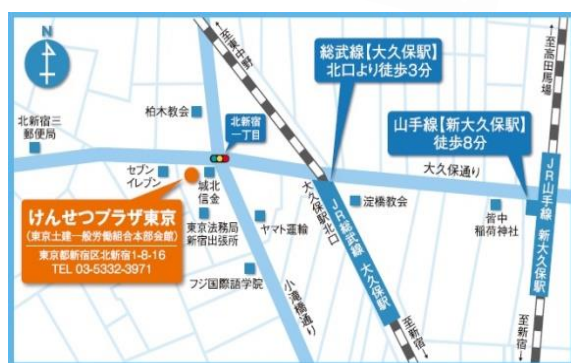 N
至東中野
総武線【大久保駅】
北口より徒歩3分
至高田馬場
柏木教会
北新宿
一丁目
山手線【新大久保駅】
徒歩8分
北新宿三
郵便局
大久保通り
セブン
イレブン
城北
信金
大久保駅北口
淀橋教会
JR総武線 大久保駅
JR山手線 新大久保駅
皆中
稲荷神社
けんせつプラザ東京
(東京土建一般労働組合本部会館)
東京都新宿区北新宿1-8-16
TEL 03-5332-3971
東京法務局
新宿出張所
ヤマト運輸
フジ国際語学院
小滝橋通り
至新宿
至新宿